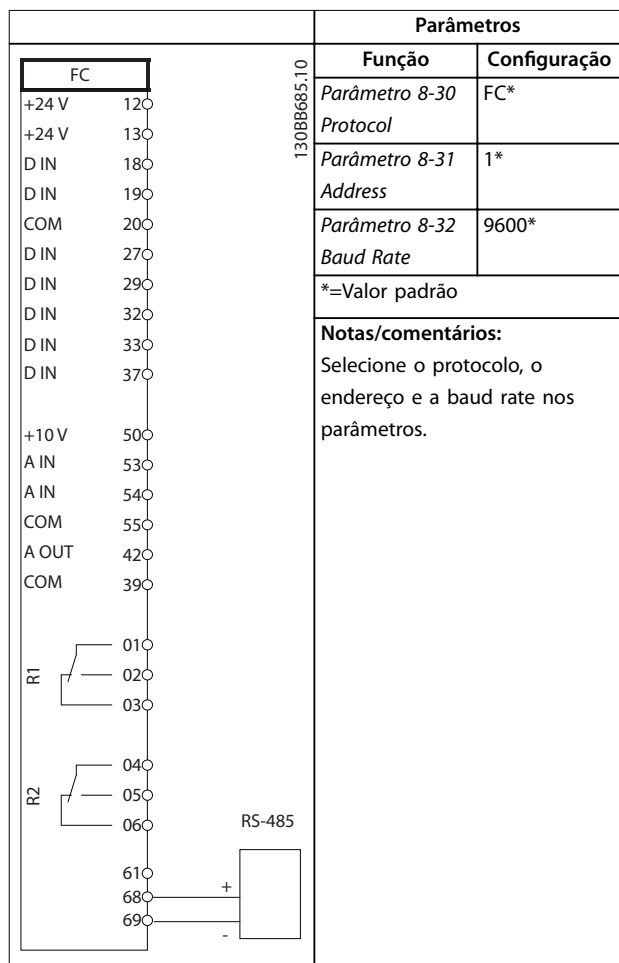 Parâmetros
Função Configuração
Parâmetro 8-30 Protocol FC*
Parâmetro 8-31 Address 1*
Parâmetro 8-32 Baud Rate 9600*
*=Valor padrão
Notas/comentários:
Selecione o protocolo, o
endereço e a baud rate nos
parâmetros.
130BB685.10
FC
+24 V 12
+24 V 13
D IN 18
D IN 19
COM 20
D IN 27
D IN 29
D IN 32
D IN 33
D IN 37
+10 V 50
A IN 53
A IN 54
COM 55
A OUT 42
COM 39
R1
01
02
03
R2
04
05
06
RS-485
61
68 +
69 -